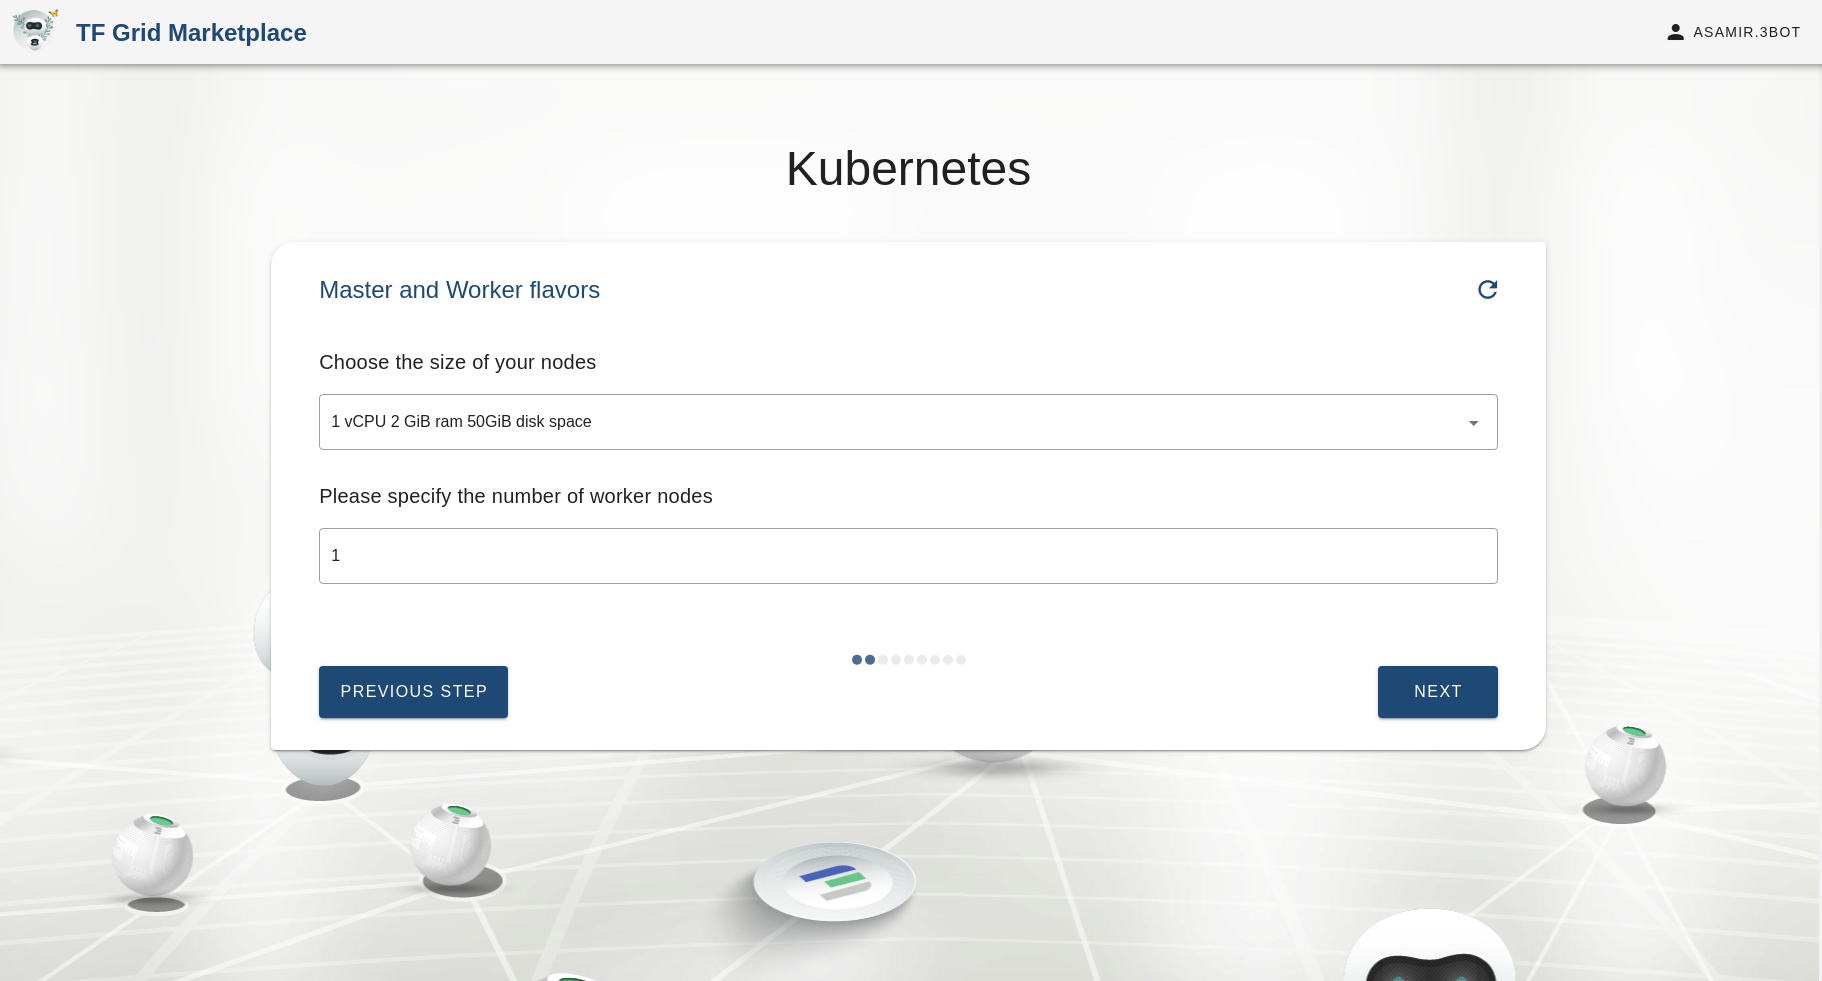 TF Grid Marketplace
ASAMIR.3BOT
Kubernetes
Master and Worker flavors
Choose the size of your nodes
1 vCPU 2 GiB ram 50GiB disk space
Please specify the number of worker nodes
1
PREVIOUS STEP
NEXT